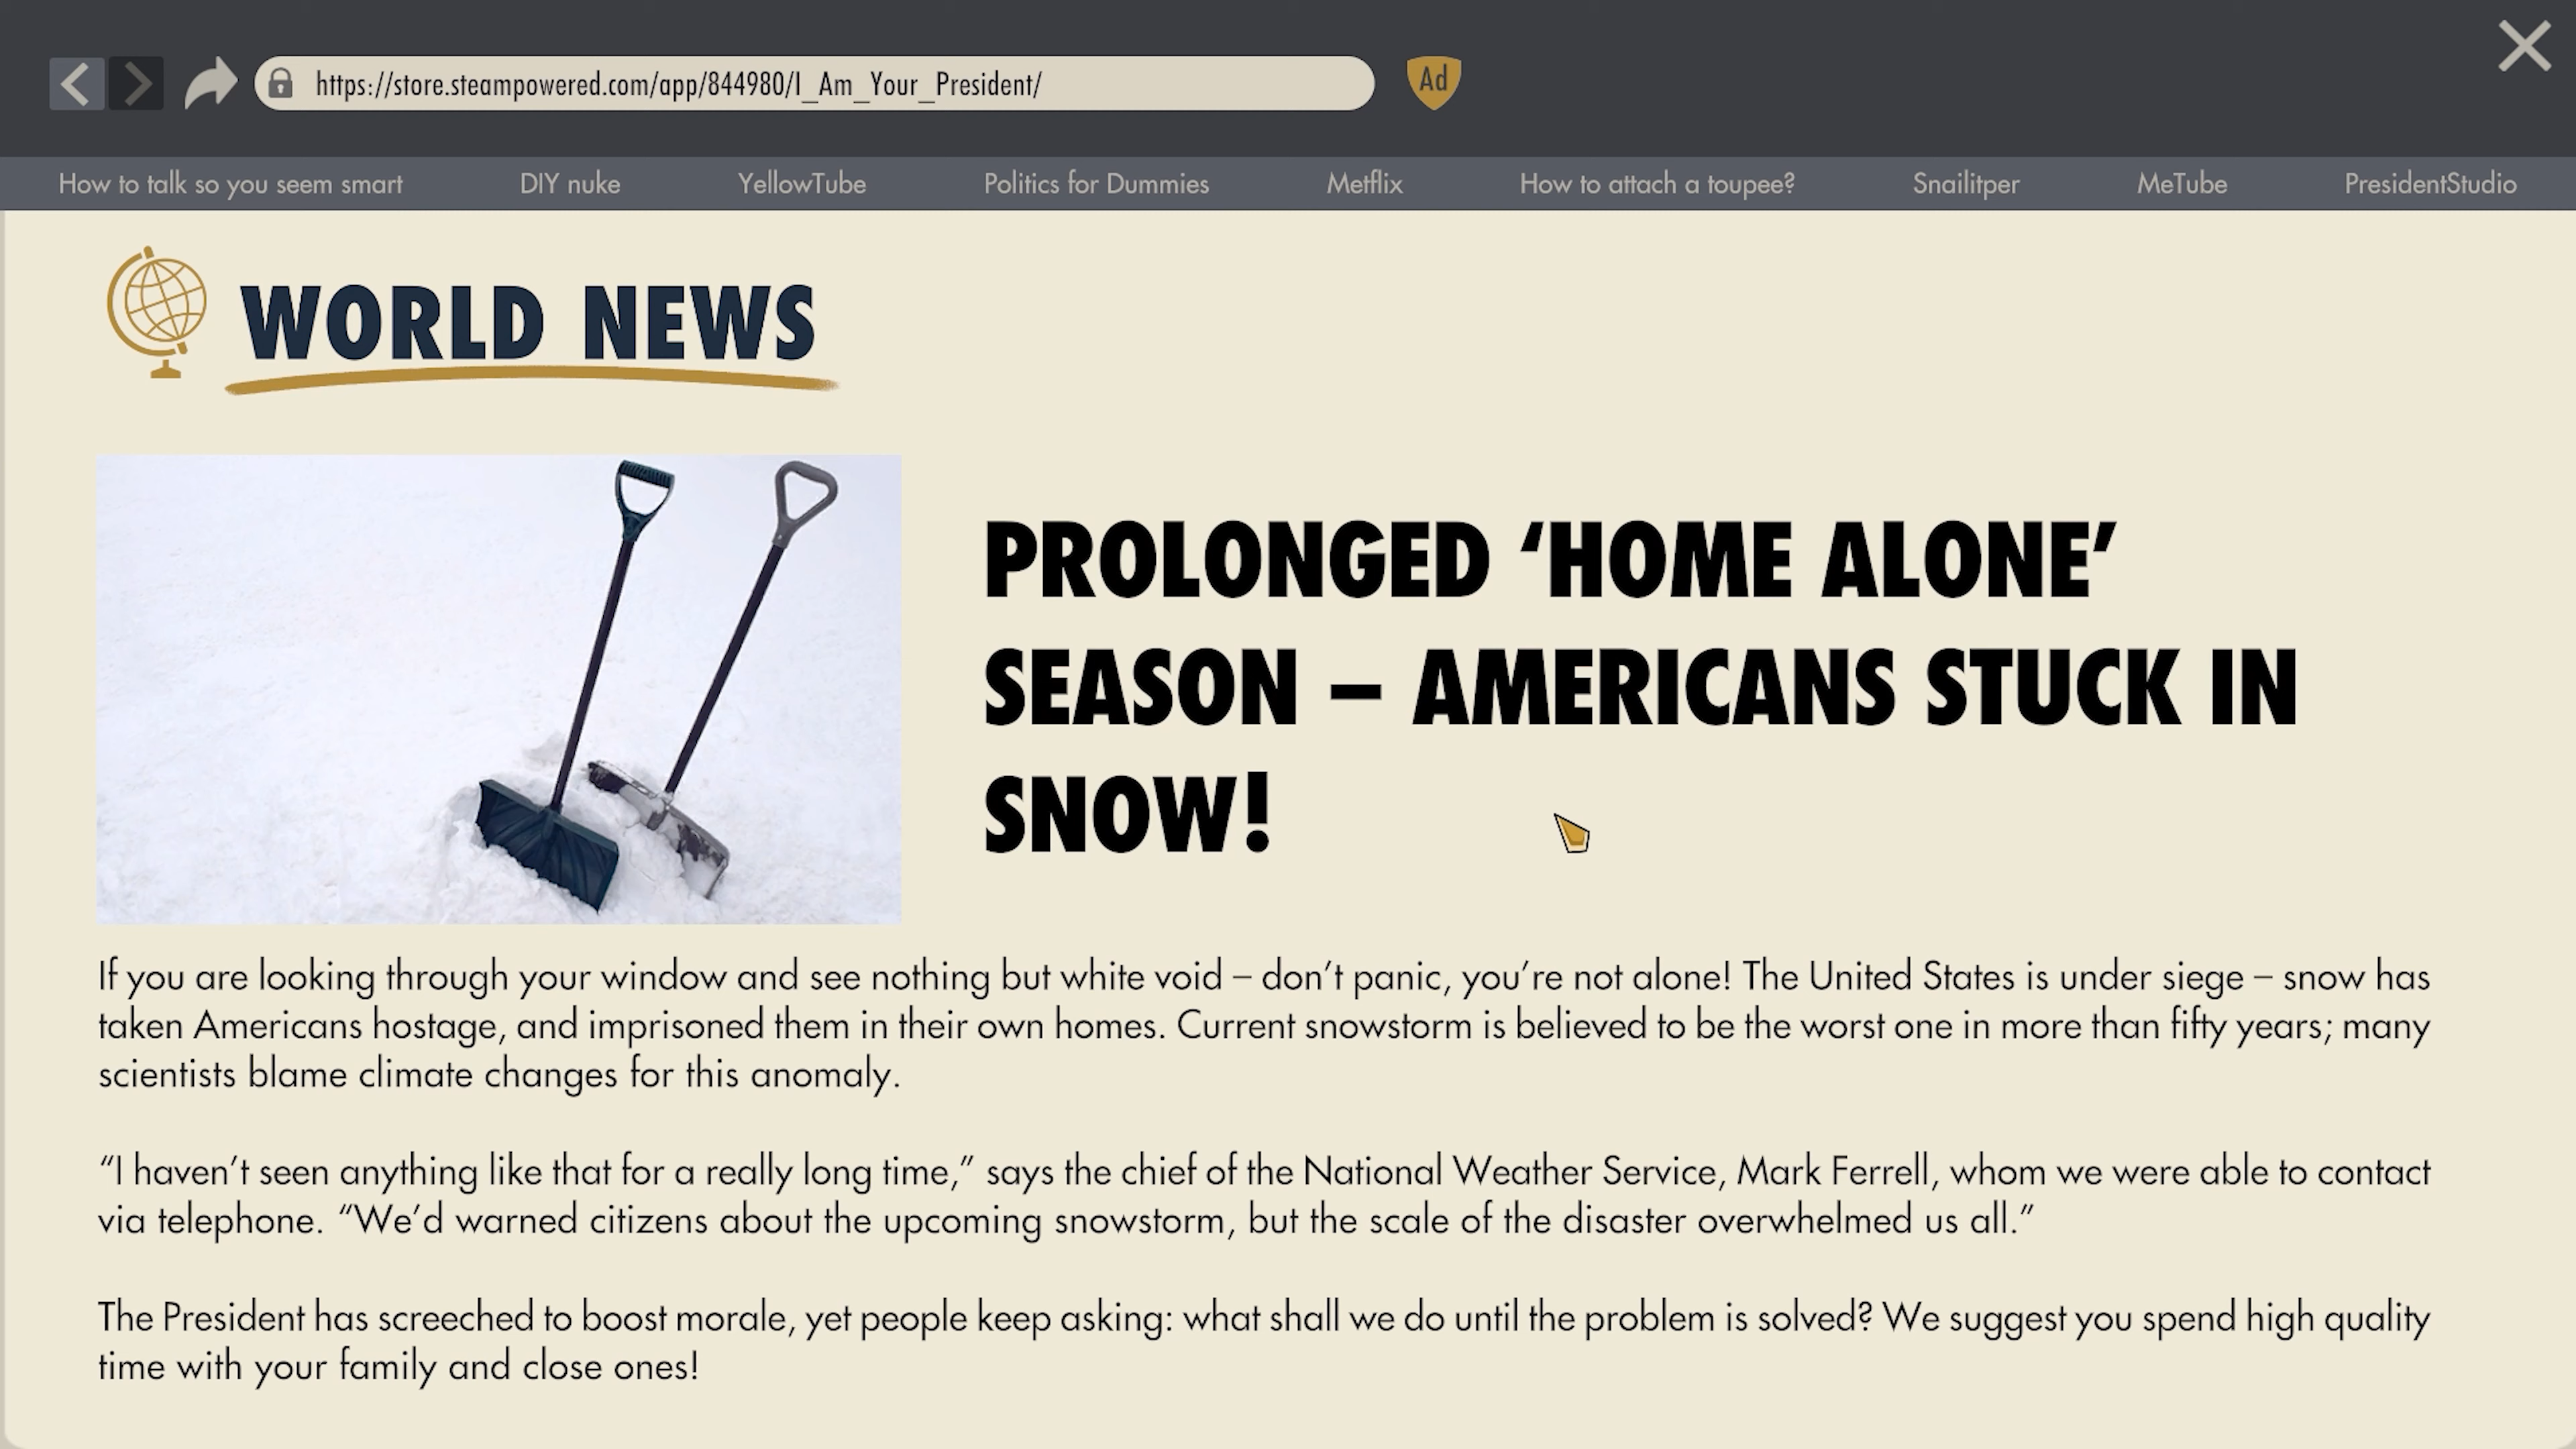 https://store.steampowered.com/app/844980/I_Am_Your_President/
Ad
How to talk so you seem smart
DIY nuke
YellowTube
Politics for Dummies
Metflix
How to attach a toupee?
Snailitper
MeTube
PresidentStudio
WORLD NEWS
PROLONGED ‘HOME ALONE’
SEASON – AMERICANS STUCK IN
SNOW!
If you are looking through your window and see nothing but white void – don’t panic, you’re not alone! The United States is under siege – snow has
taken Americans hostage, and imprisoned them in their own homes. Current snowstorm is believed to be the worst one in more than fifty years; many
scientists blame climate changes for this anomaly.
“I haven’t seen anything like that for a really long time,” says the chief of the National Weather Service, Mark Ferrell, whom we were able to contact
via telephone. “We’d warned citizens about the upcoming snowstorm, but the scale of the disaster overwhelmed us all.”
The President has screeched to boost morale, yet people keep asking: what shall we do until the problem is solved? We suggest you spend high quality
time with your family and close ones!